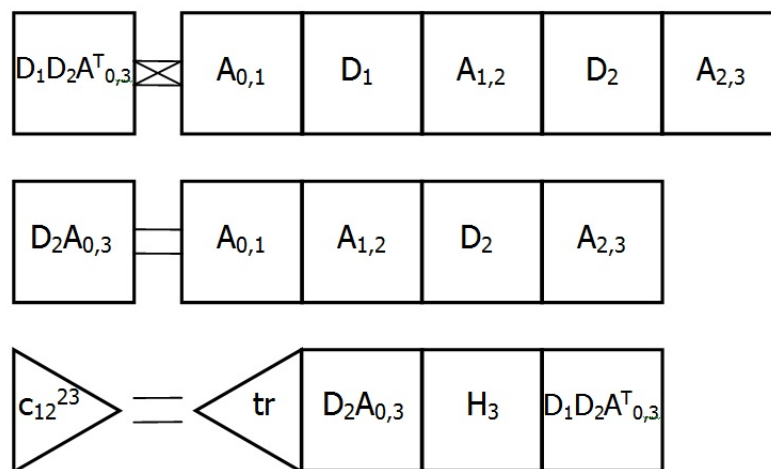 D₁D₂Aᵀ₀,₃ A₀,₁ D₁ A₁,₂ D₂ A₂,₃
D₂A₀,₃ = A₀,₁ A₁,₂ D₂ A₂,₃
c₁₂²³ = tr D₂A₀,₃ H₃ D₁D₂Aᵀ₀,₃